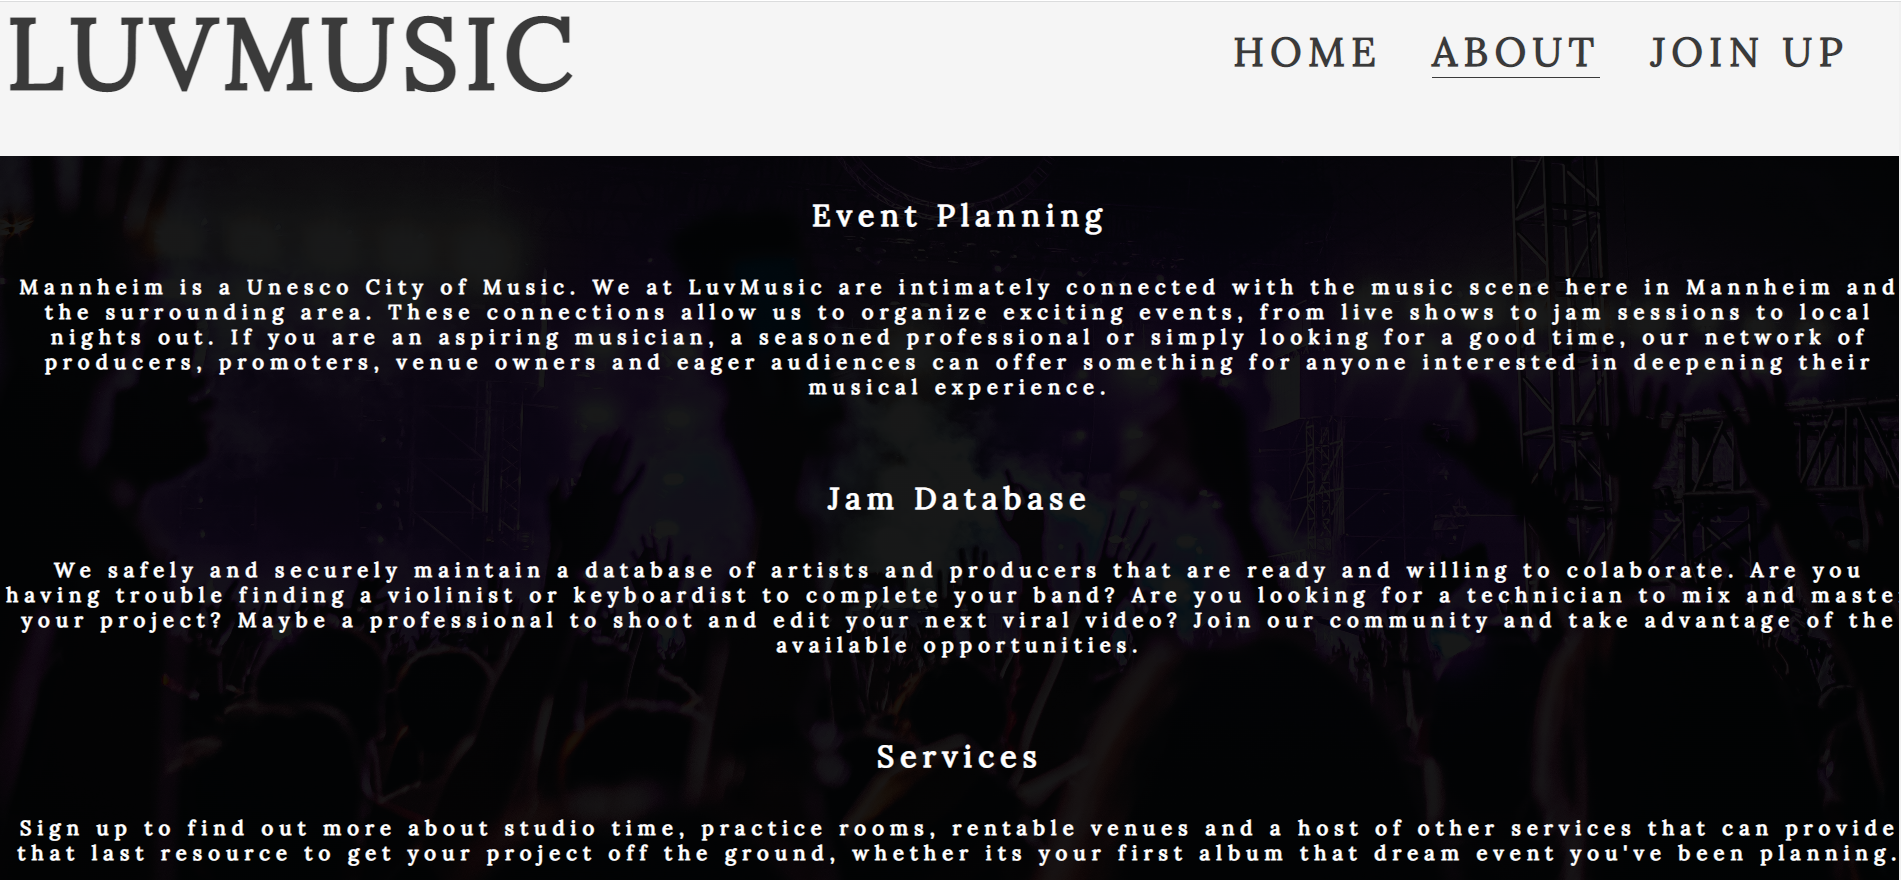 LUVMUSIC
HOME ABOUT JOIN UP
Event Planning
Mannheim is a Unesco City of Music. We at LuvMusic are intimately connected with the music scene here in Mannheim and
the surrounding area. These connections allow us to organize exciting events, from live shows to jam sessions to local
nights out. If you are an aspiring musician, a seasoned professional or simply looking for a good time, our network of
producers, promoters, venue owners and eager audiences can offer something for anyone interested in deepening their
musical experience.
Jam Database
We safely and securely maintain a database of artists and producers that are ready and willing to colaborate. Are you
having trouble finding a violinist or keyboardist to complete your band? Are you looking for a technician to mix and maste
your project? Maybe a professional to shoot and edit your next viral video? Join our community and take advantage of the
available opportunities.
Services
Sign up to find out more about studio time, practice rooms, rentable venues and a host of other services that can provide
that last resource to get your project off the ground, whether its your first album that dream event you've been planning.